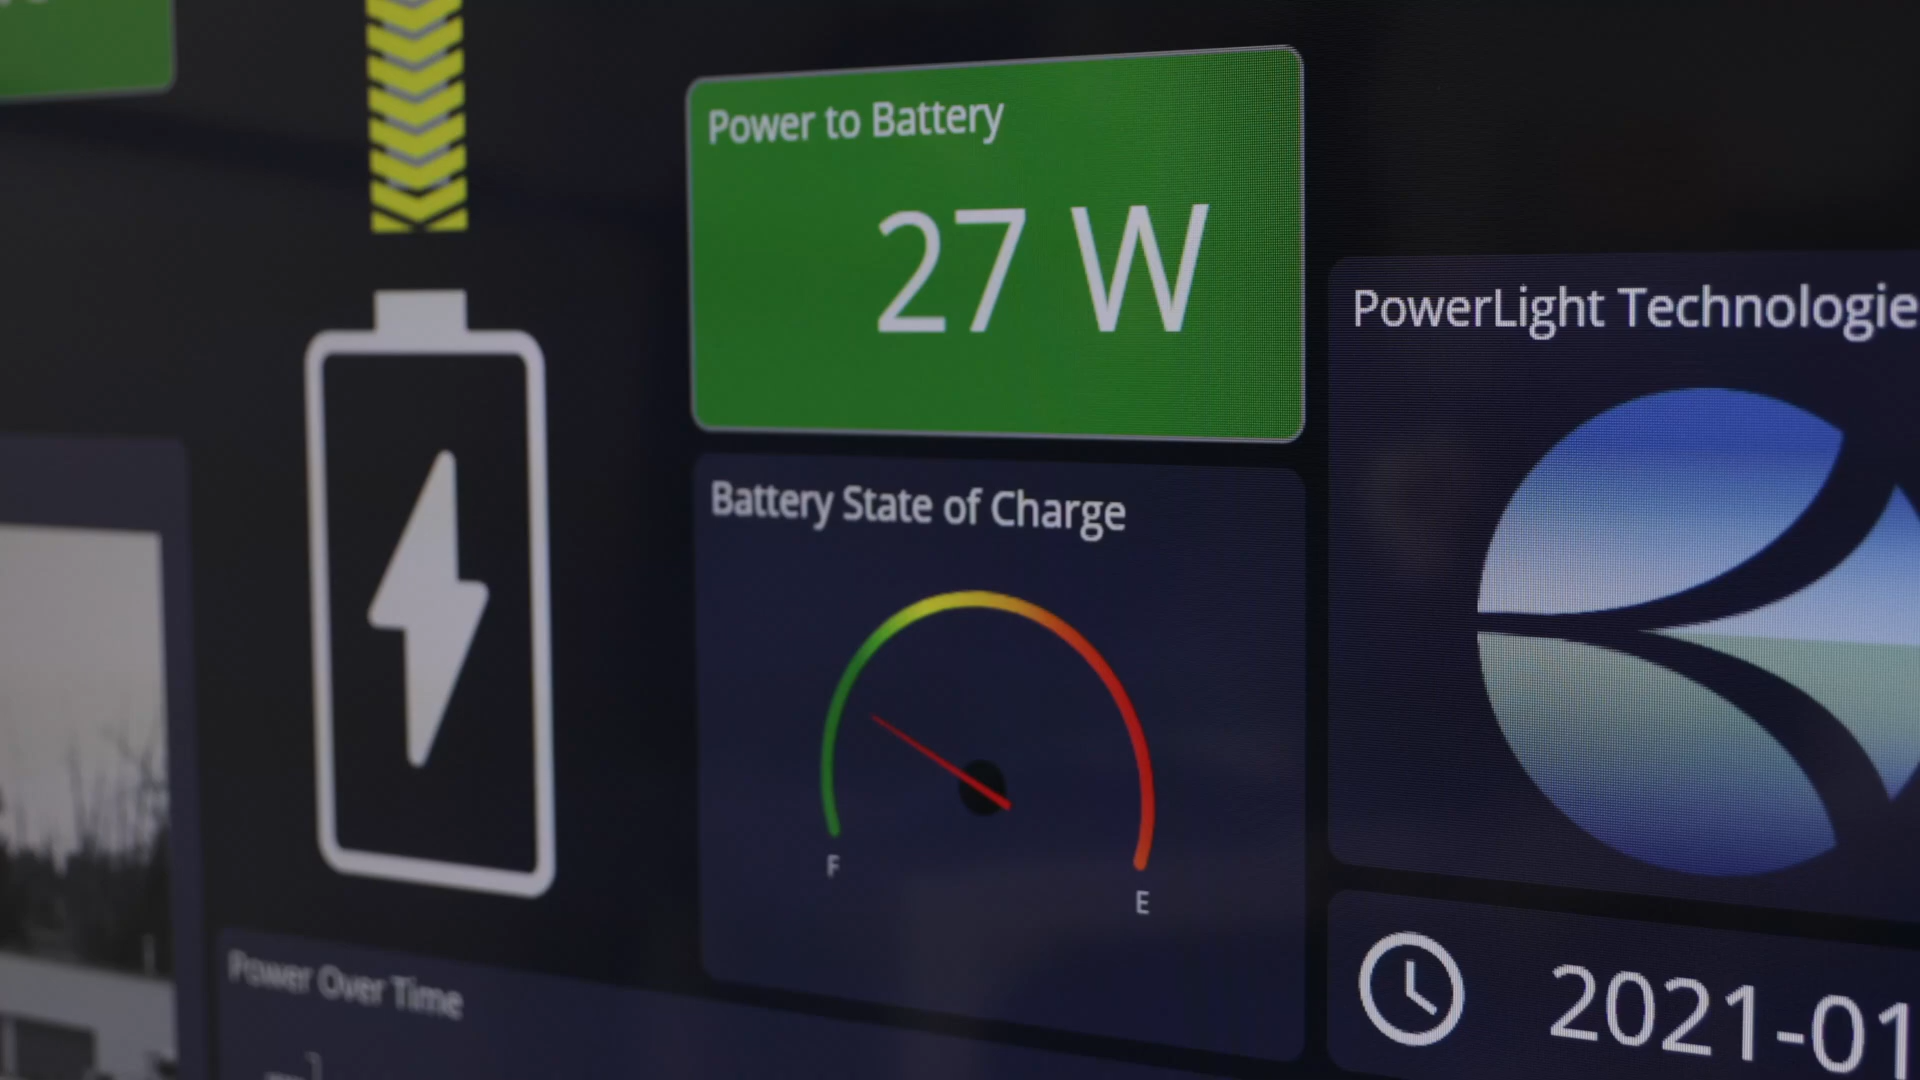 Power to Battery
27 W
Battery State of Charge
F
E
PowerLight Technologie
2021-01
Power Over Time